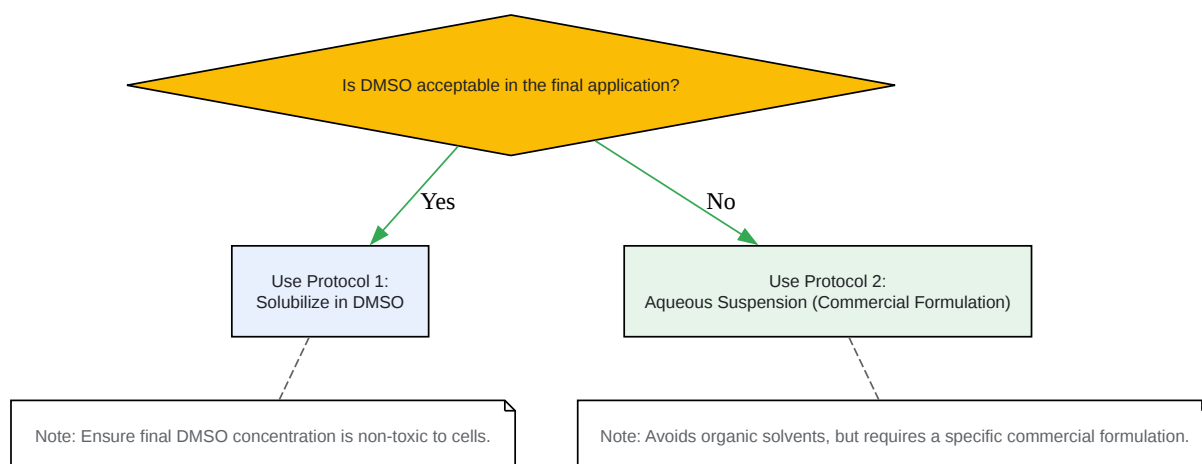 Is DMSO acceptable in the final application?
Yes
No
Use Protocol 1:
Solubilize in DMSO
Use Protocol 2:
Aqueous Suspension (Commercial Formulation)
Note: Ensure final DMSO concentration is non-toxic to cells.
Note: Avoids organic solvents, but requires a specific commercial formulation.